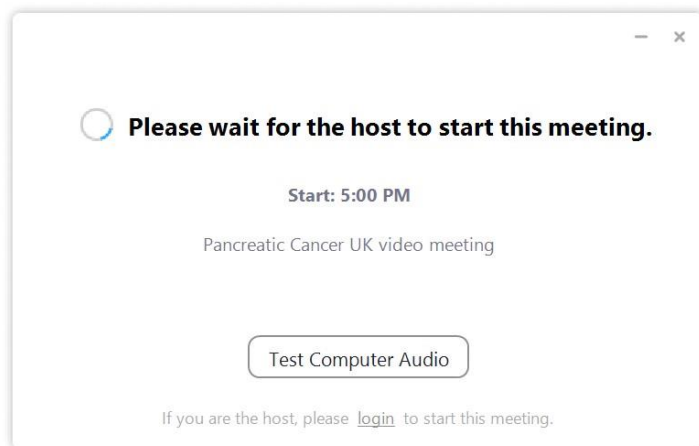 Please wait for the host to start this meeting.
Start: 5:00 PM
Pancreatic Cancer UK video meeting
Test Computer Audio
If you are the host, please login to start this meeting.